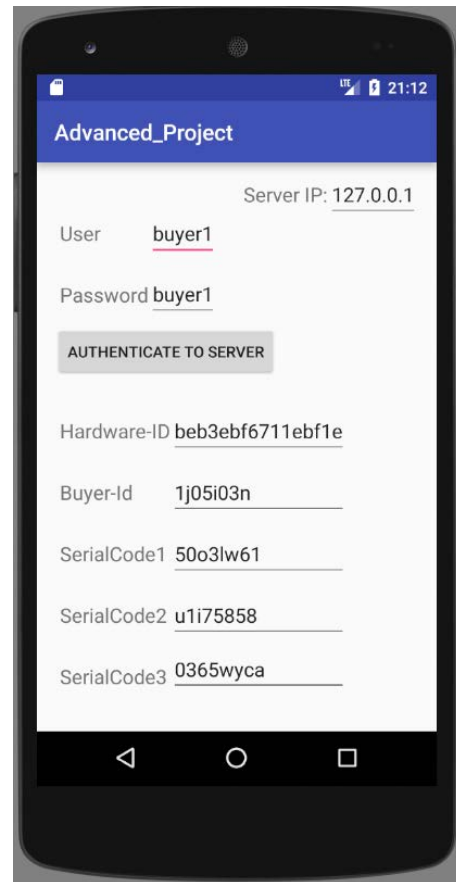 LTE 21:12
Advanced_Project
Server IP: 127.0.0.1
User buyer1
Password buyer1
AUTHENTICATE TO SERVER
Hardware-ID beb3ebf6711ebf1e
Buyer-Id 1j05i03n
SerialCode1 50o3lw61
SerialCode2 u1i75858
SerialCode3 0365wyca